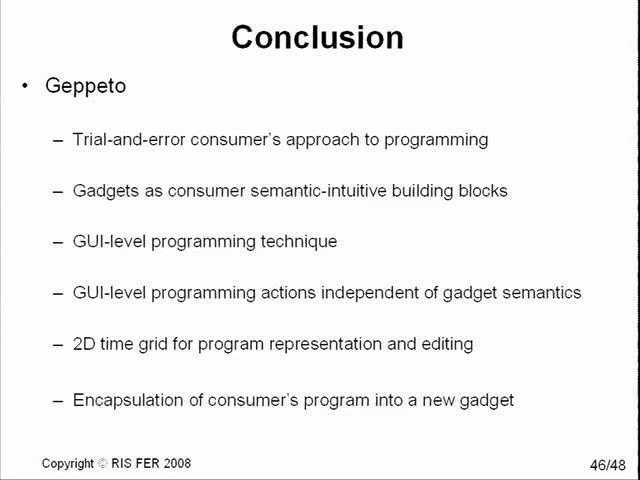 Conclusion
• Geppeto
– Trial-and-error consumer's approach to programming
– Gadgets as consumer semantic-intuitive building blocks
– GUI-level programming technique
– GUI-level programming actions independent of gadget semantics
– 2D time grid for program representation and editing
– Encapsulation of consumer's program into a new gadget
Copyright © RIS FER 2008
46/48